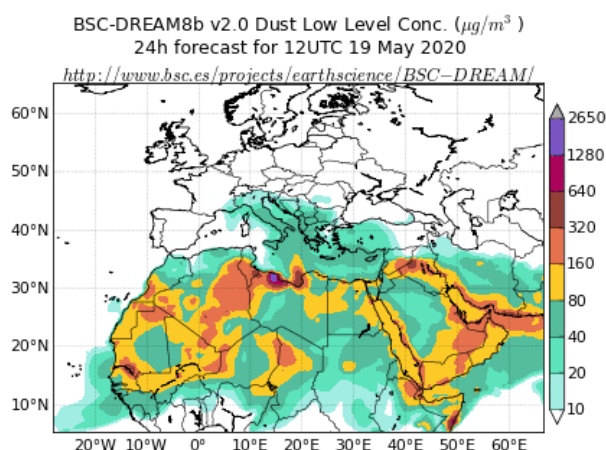 BSC-DREAM8b v2.0 Dust Low Level Conc. (μg/m³ )
24h forecast for 12UTC 19 May 2020
http://www.bsc.es/projects/earthscience/BSC−DREAM/
60°N
50°N
40°N
30°N
20°N
10°N
20°W 10°W 0° 10°E 20°E 30°E 40°E 50°E 60°E
2650
1280
640
320
160
80
40
20
10